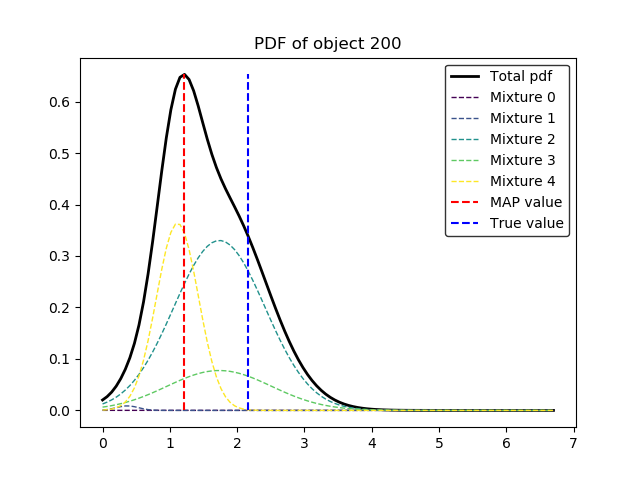 PDF of object 200
Total pdf
Mixture 0
Mixture 1
Mixture 2
Mixture 3
Mixture 4
MAP value
True value
0.6
0.5
0.4
0.3
0.2
0.1
0.0
0 1 2 3 4 5 6 7